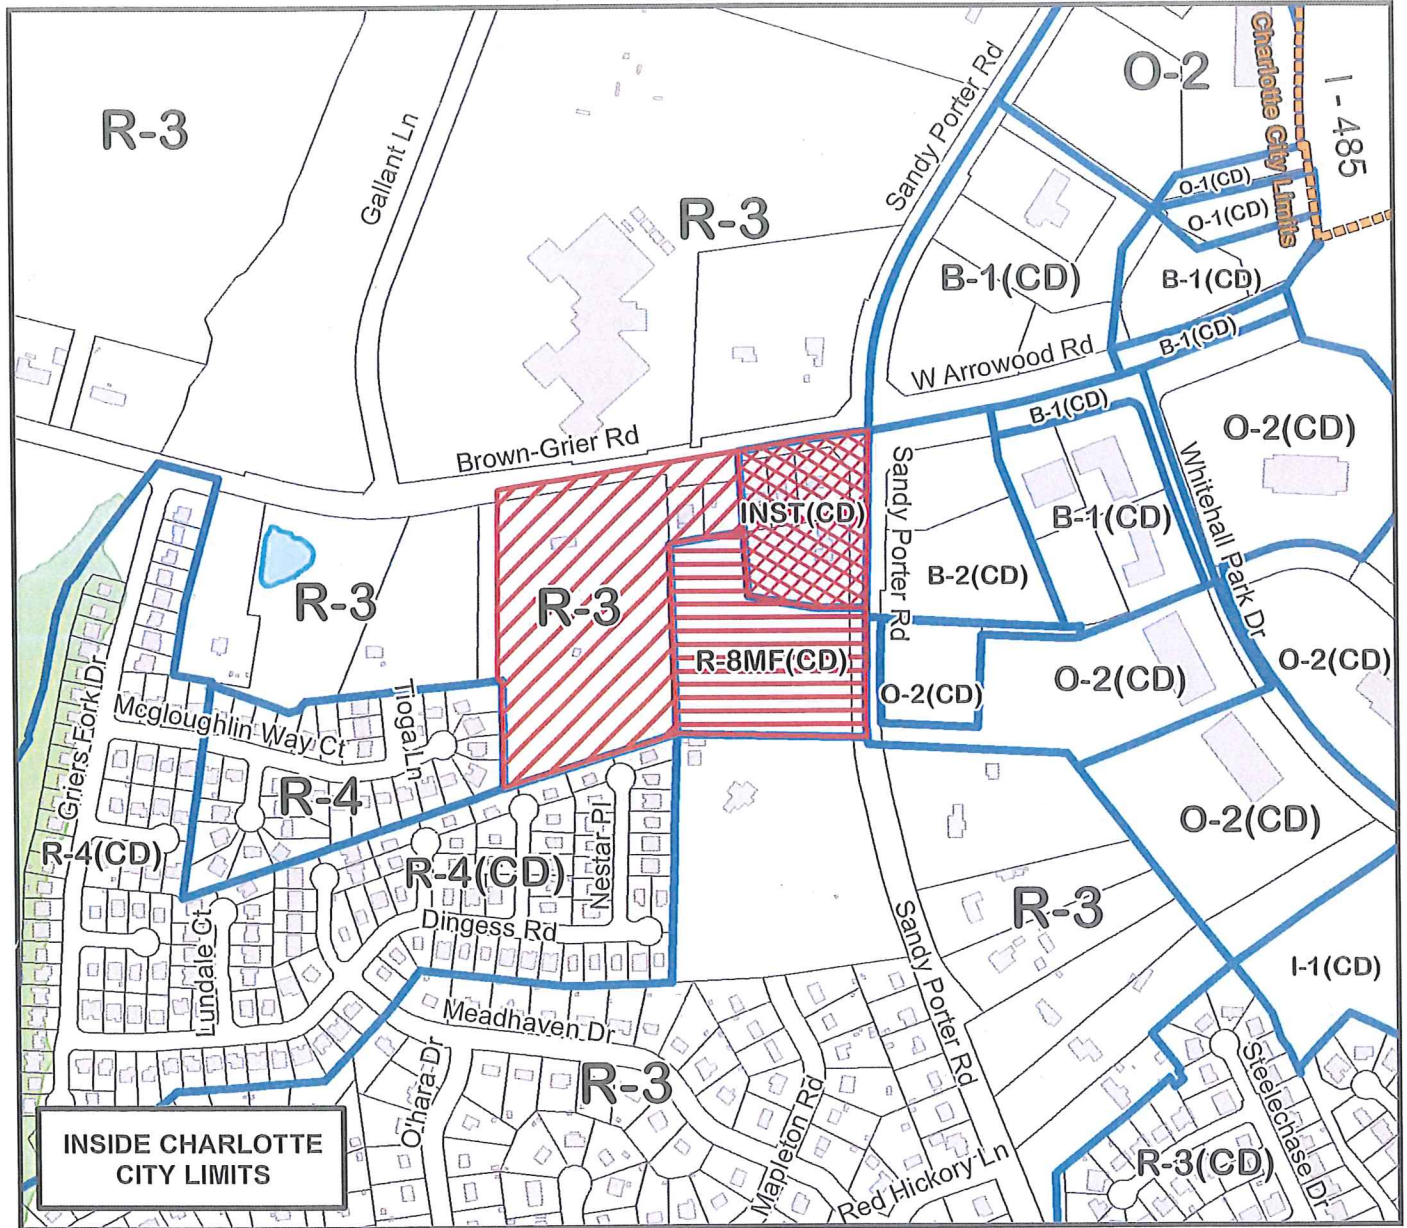 O-2
Charlotte City Limits
I - 485
R-3
Gallant Ln
Sandy Porter Rd
R-3
O-1(CD)
O-1(CD)
B-1(CD)
B-1(CD)
B-1(CD)
W Arrowood Rd
B-1(CD)
O-2(CD)
Brown-Grier Rd
Sandy Porter Rd
Whitehall Park Dr
INST(CD)
B-1(CD)
B-2(CD)
R-3
R-3
R-8MF(CD)
O-2(CD)
O-2(CD)
O-2(CD)
Griers Fork Dr
Mcgloughlin Way Ct
Tioga Ln
R-4
O-2(CD)
R-4(CD)
R-4(CD)
Nestar Pl
Dingess Rd
Lundale Ct
R-3
Sandy Porter Rd
I-1(CD)
Meadhaven Dr
O'hara Dr
R-3
Mapleton Rd
Steelechase Dr
Red Hickory Ln
R-3(CD)
INSIDE CHARLOTTE
CITY LIMITS